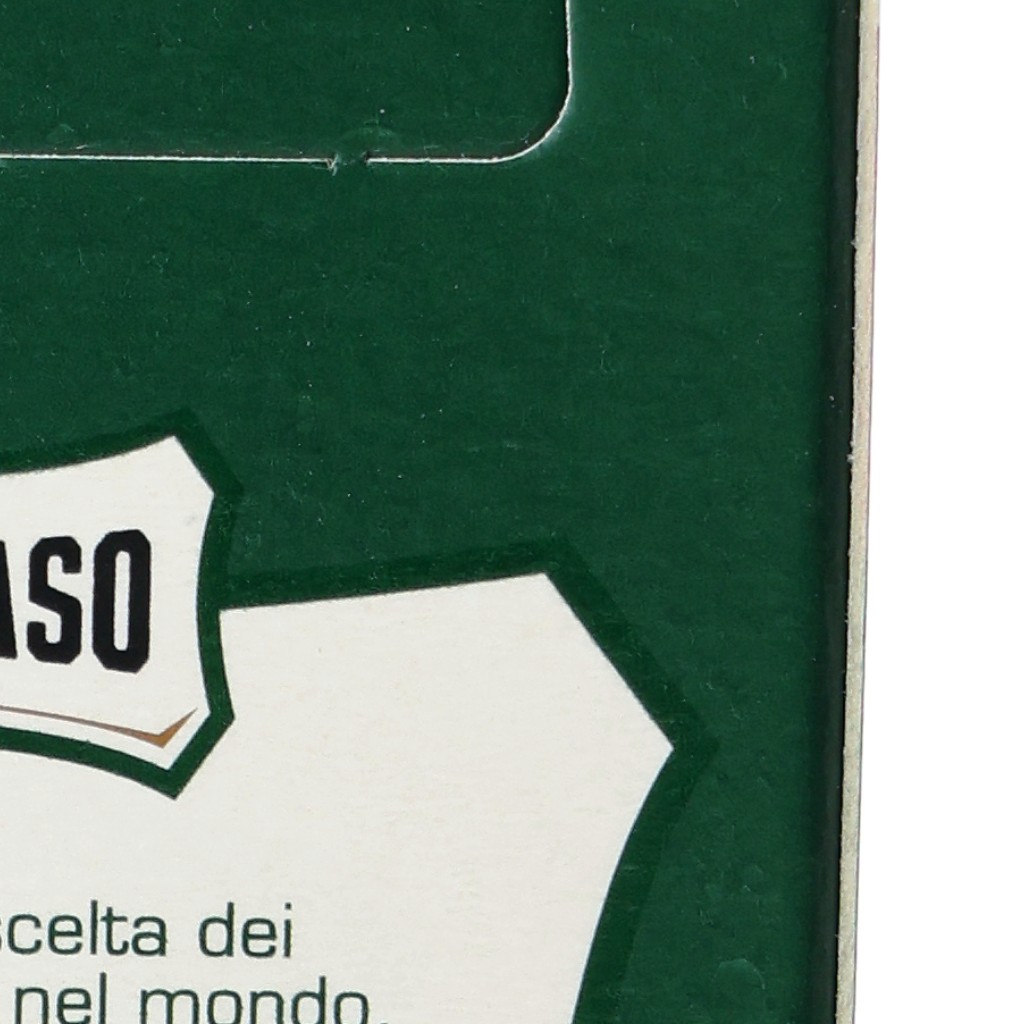 ASO
scelta dei
nel mondo.